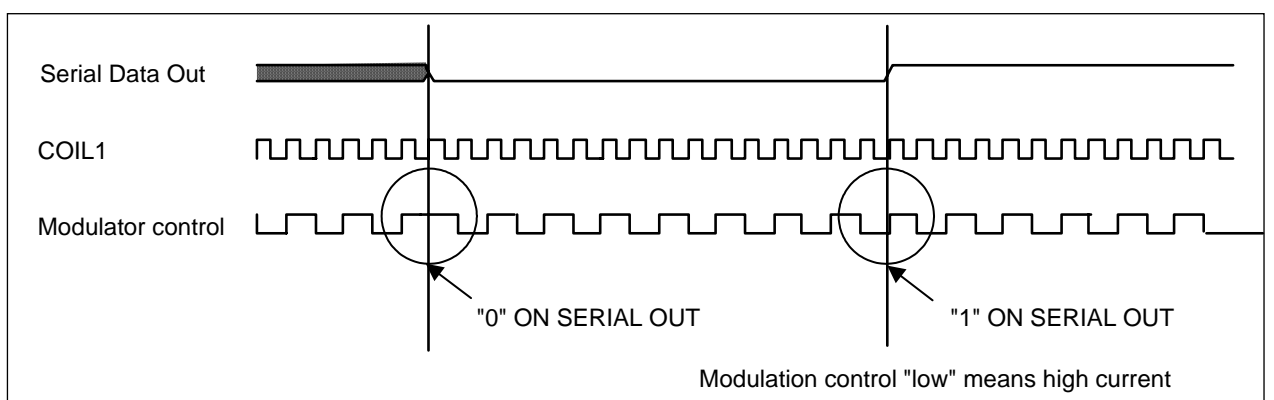 Serial Data Out
COIL1
Modulator control
"0" ON SERIAL OUT
"1" ON SERIAL OUT
Modulation control "low" means high current